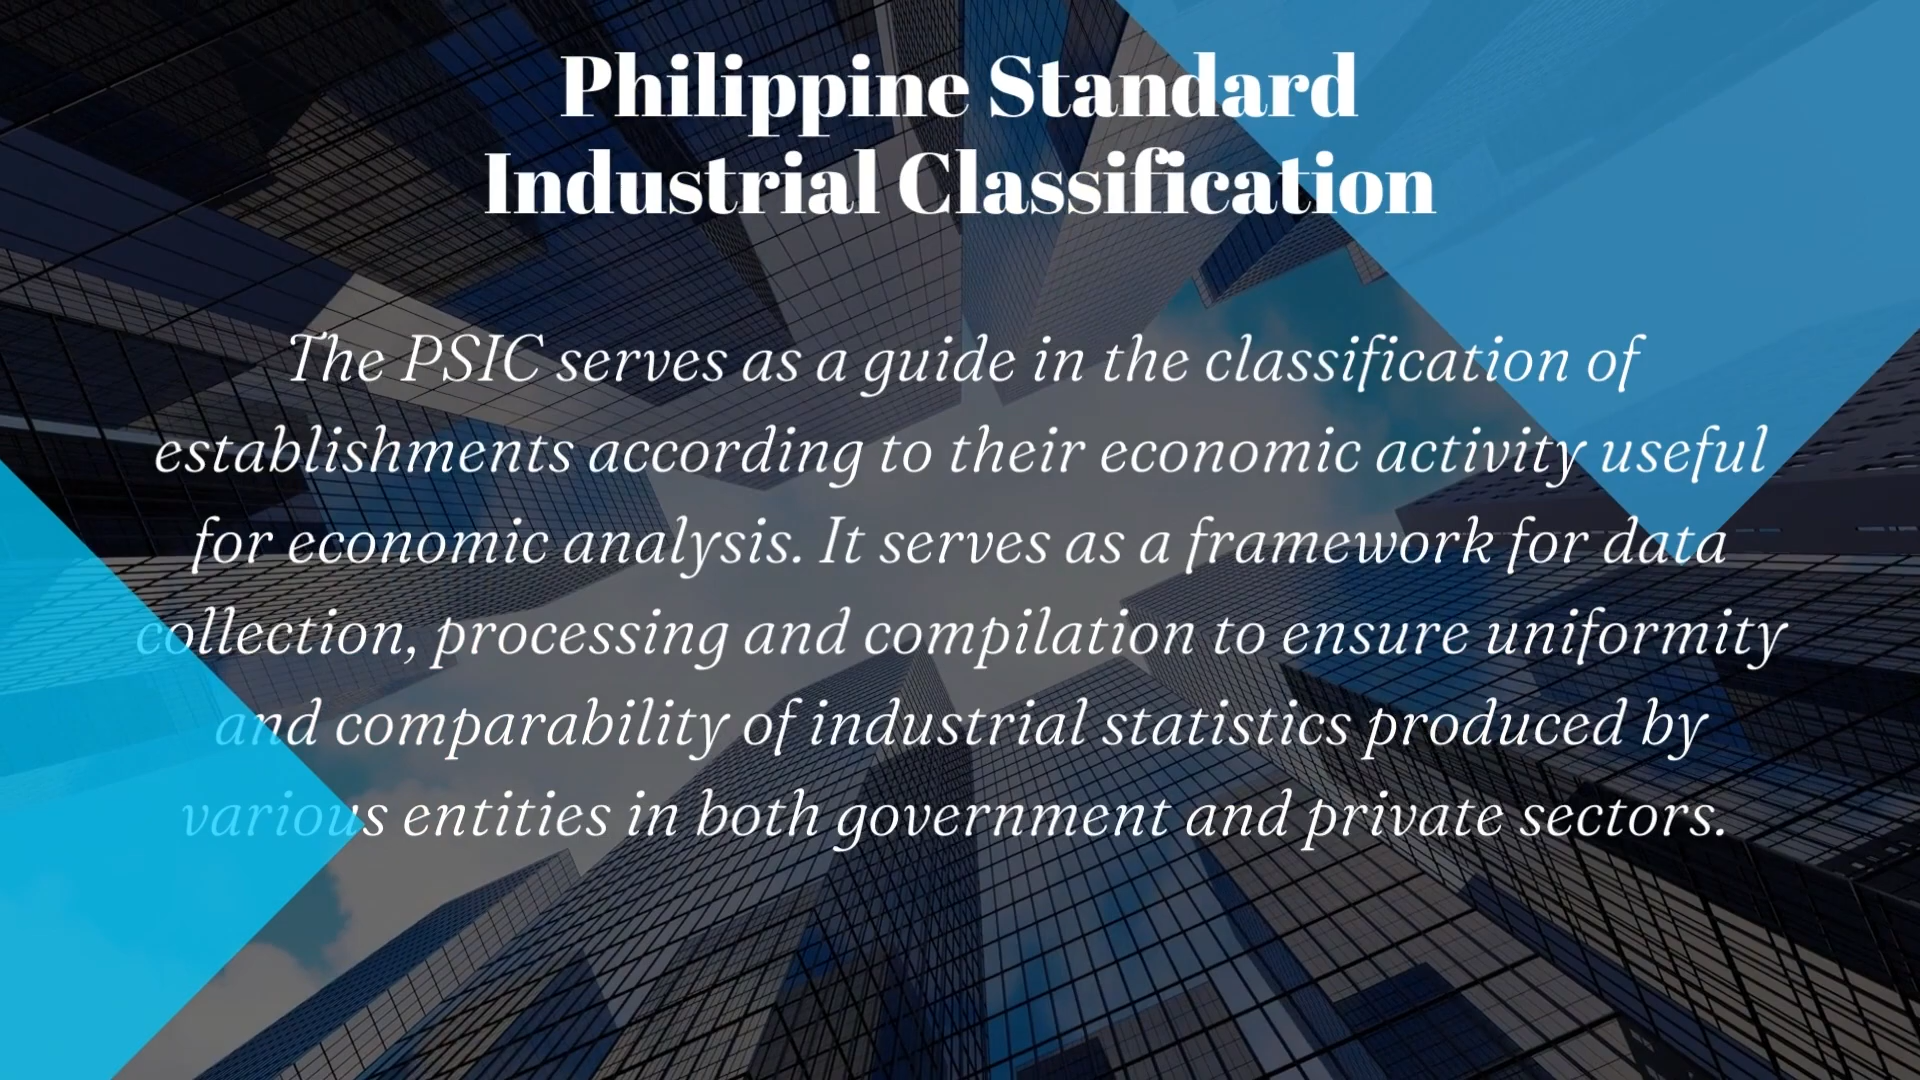 Philippine Standard
Industrial Classification
The PSIC serves as a guide in the classification of
establishments according to their economic activity useful
for economic analysis. It serves as a framework for data
collection, processing and compilation to ensure uniformity
and comparability of industrial statistics produced by
various entities in both government and private sectors.